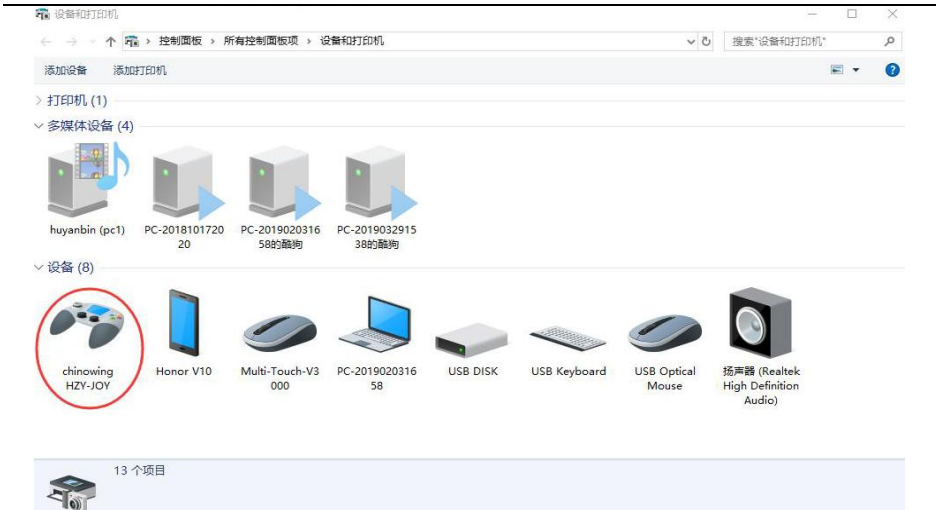 设备和打印机
控制面板 › 所有控制面板项 › 设备和打印机
搜索"设备和打印机"
添加设备 添加打印机
打印机 (1)
多媒体设备 (4)
huyanbin (pc1)
PC-2018101720
20
PC-2019020316
58的酷狗
PC-2019032915
38的酷狗
设备 (8)
chinowing
HZY-JOY
Honor V10
Multi-Touch-V3
000
PC-2019020316
58
USB DISK
USB Keyboard
USB Optical
Mouse
扬声器 (Realtek
High Definition
Audio)
13 个项目